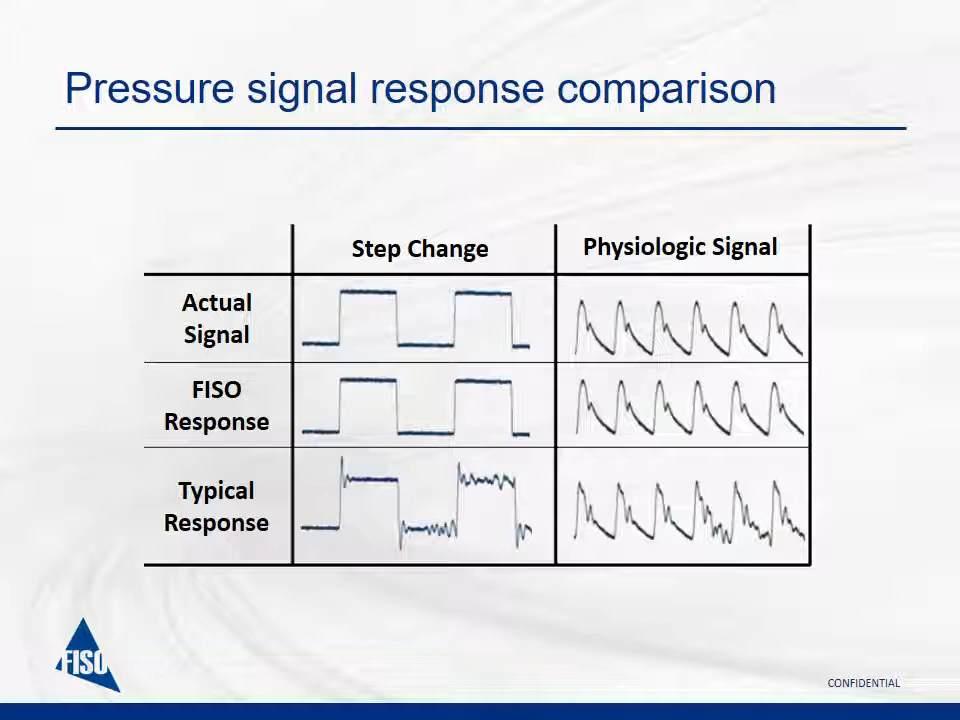 Pressure signal response comparison
Step Change
Physiologic Signal
Actual
Signal
FISO
Response
Typical
Response
FISO
CONFIDENTIAL